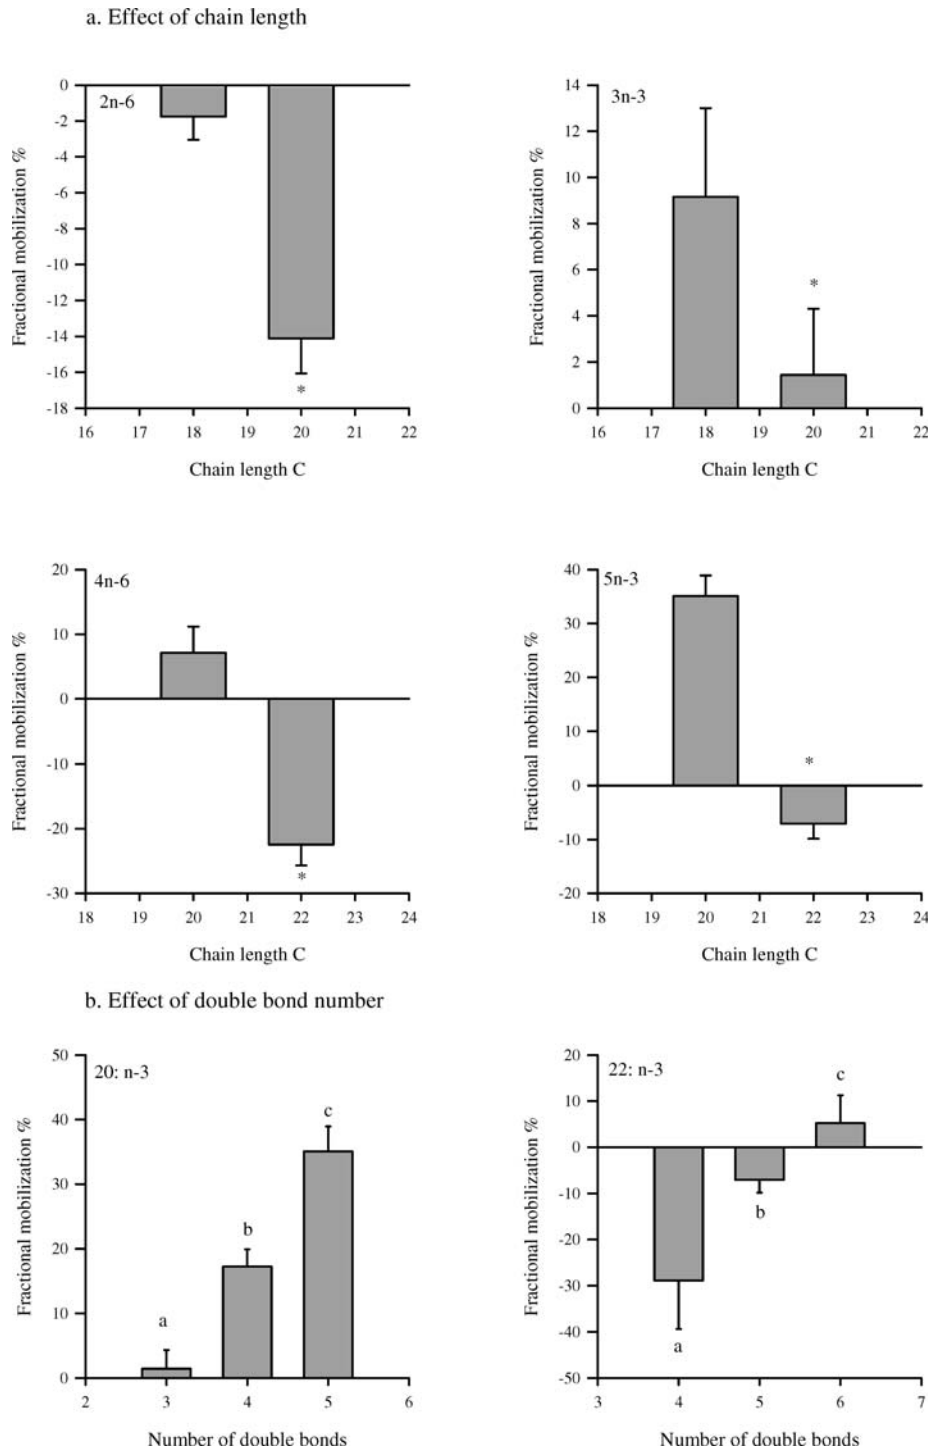 a. Effect of chain length
Fractional mobilization %
0
-2
-4
-6
-8
-10
-12
-14
-16
-18
2n-6
*
16 17 18 19 20 21 22
Chain length C
Fractional mobilization %
14
12
10
8
6
4
2
0
3n-3
*
16 17 18 19 20 21 22
Chain length C
Fractional mobilization %
20
10
0
-10
-20
-30
4n-6
*
18 19 20 21 22 23 24
Chain length C
Fractional mobilization %
40
30
20
10
0
-10
-20
5n-3
*
18 19 20 21 22 23 24
Chain length C
b. Effect of double bond number
Fractional mobilization %
50
40
30
20
10
0
20: n-3
a
b
c
2 3 4 5 6
Number of double bonds
Fractional mobilization %
20
10
0
-10
-20
-30
-40
-50
22: n-3
a
b
c
3 4 5 6 7
Number of double bonds